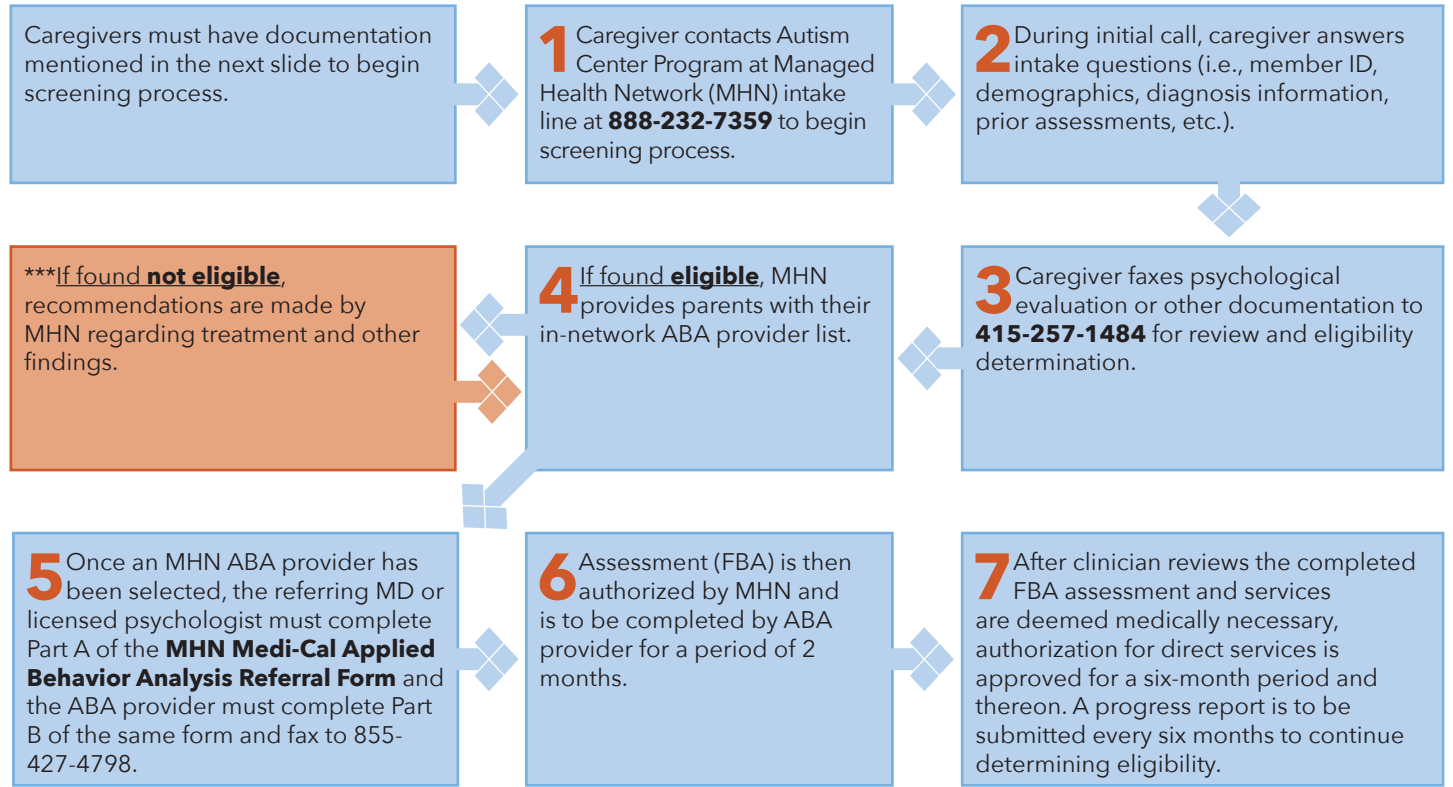 Caregivers must have documentation
mentioned in the next slide to begin
screening process.
1 Caregiver contacts Autism
Center Program at Managed
Health Network (MHN) intake
line at 888-232-7359 to begin
screening process.
2 During initial call, caregiver answers
intake questions (i.e., member ID,
demographics, diagnosis information,
prior assessments, etc.).
3 Caregiver faxes psychological
evaluation or other documentation to
415-257-1484 for review and eligibility
determination.
4 If found eligible, MHN
provides parents with their
in-network ABA provider list.
***If found not eligible,
recommendations are made by
MHN regarding treatment and other
findings.
5 Once an MHN ABA provider has
been selected, the referring MD or
licensed psychologist must complete
Part A of the MHN Medi-Cal Applied
Behavior Analysis Referral Form and
the ABA provider must complete Part
B of the same form and fax to 855-
427-4798.
6 Assessment (FBA) is then
authorized by MHN and
is to be completed by ABA
provider for a period of 2
months.
7 After clinician reviews the completed
FBA assessment and services
are deemed medically necessary,
authorization for direct services is
approved for a six-month period and
thereon. A progress report is to be
submitted every six months to continue
determining eligibility.